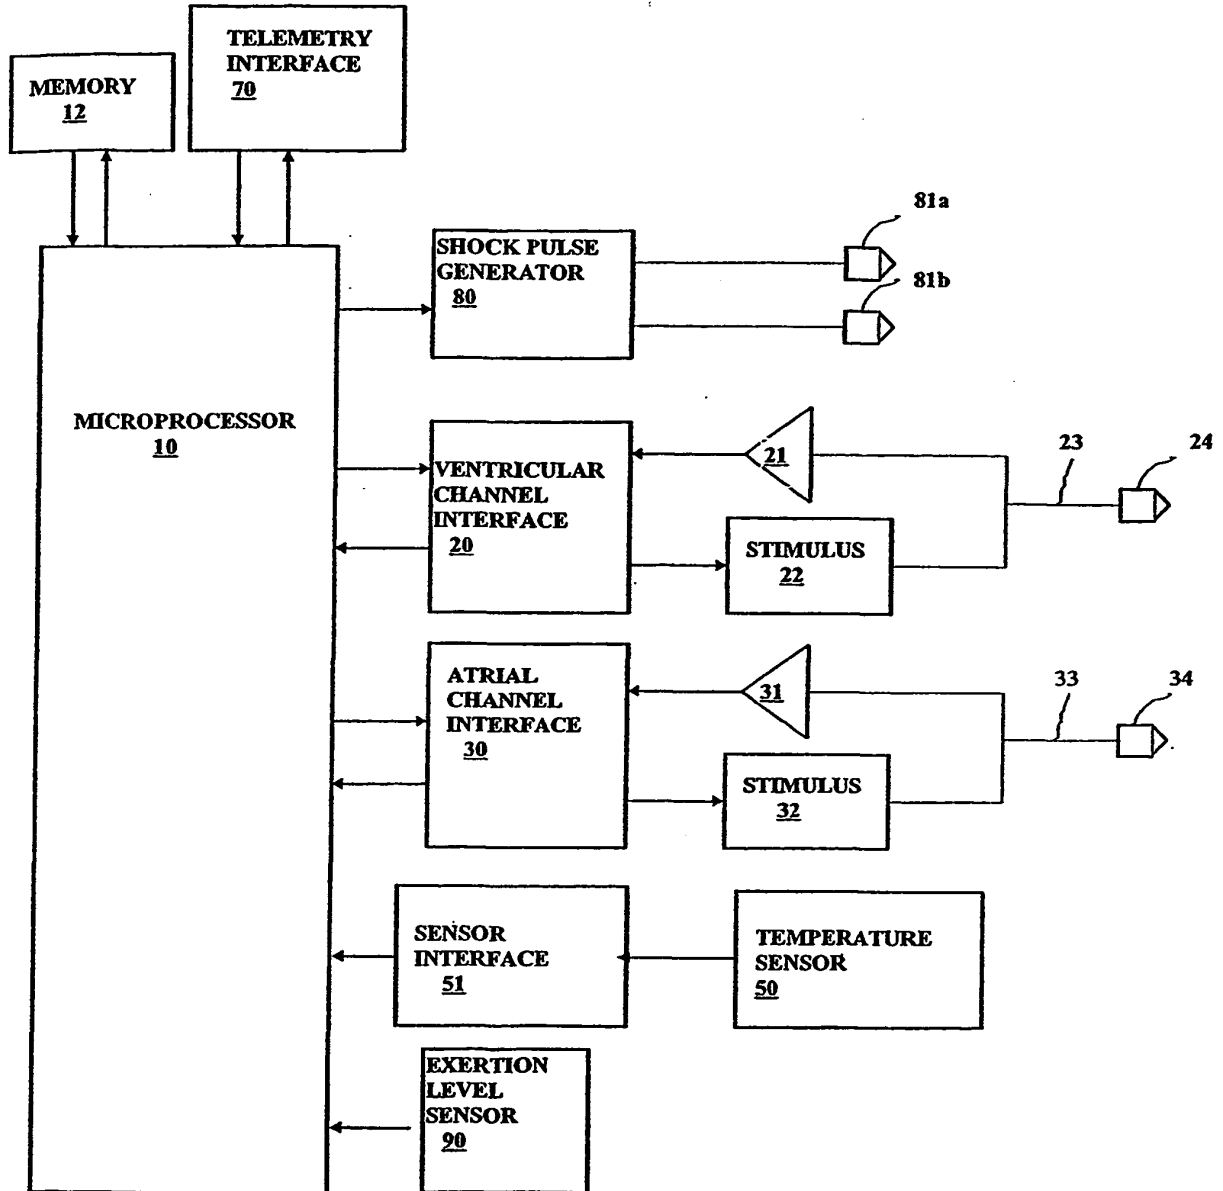 TELEMETRY
INTERFACE
70
MEMORY
12
81a
SHOCK PULSE
GENERATOR
80
81b
MICROPROCESSOR
10
VENTRICULAR
CHANNEL
INTERFACE
20
21
23
24
STIMULUS
22
ATRIAL
CHANNEL
INTERFACE
30
31
33
34
STIMULUS
32
SENSOR
INTERFACE
51
TEMPERATURE
SENSOR
50
EXERTION
LEVEL
SENSOR
90